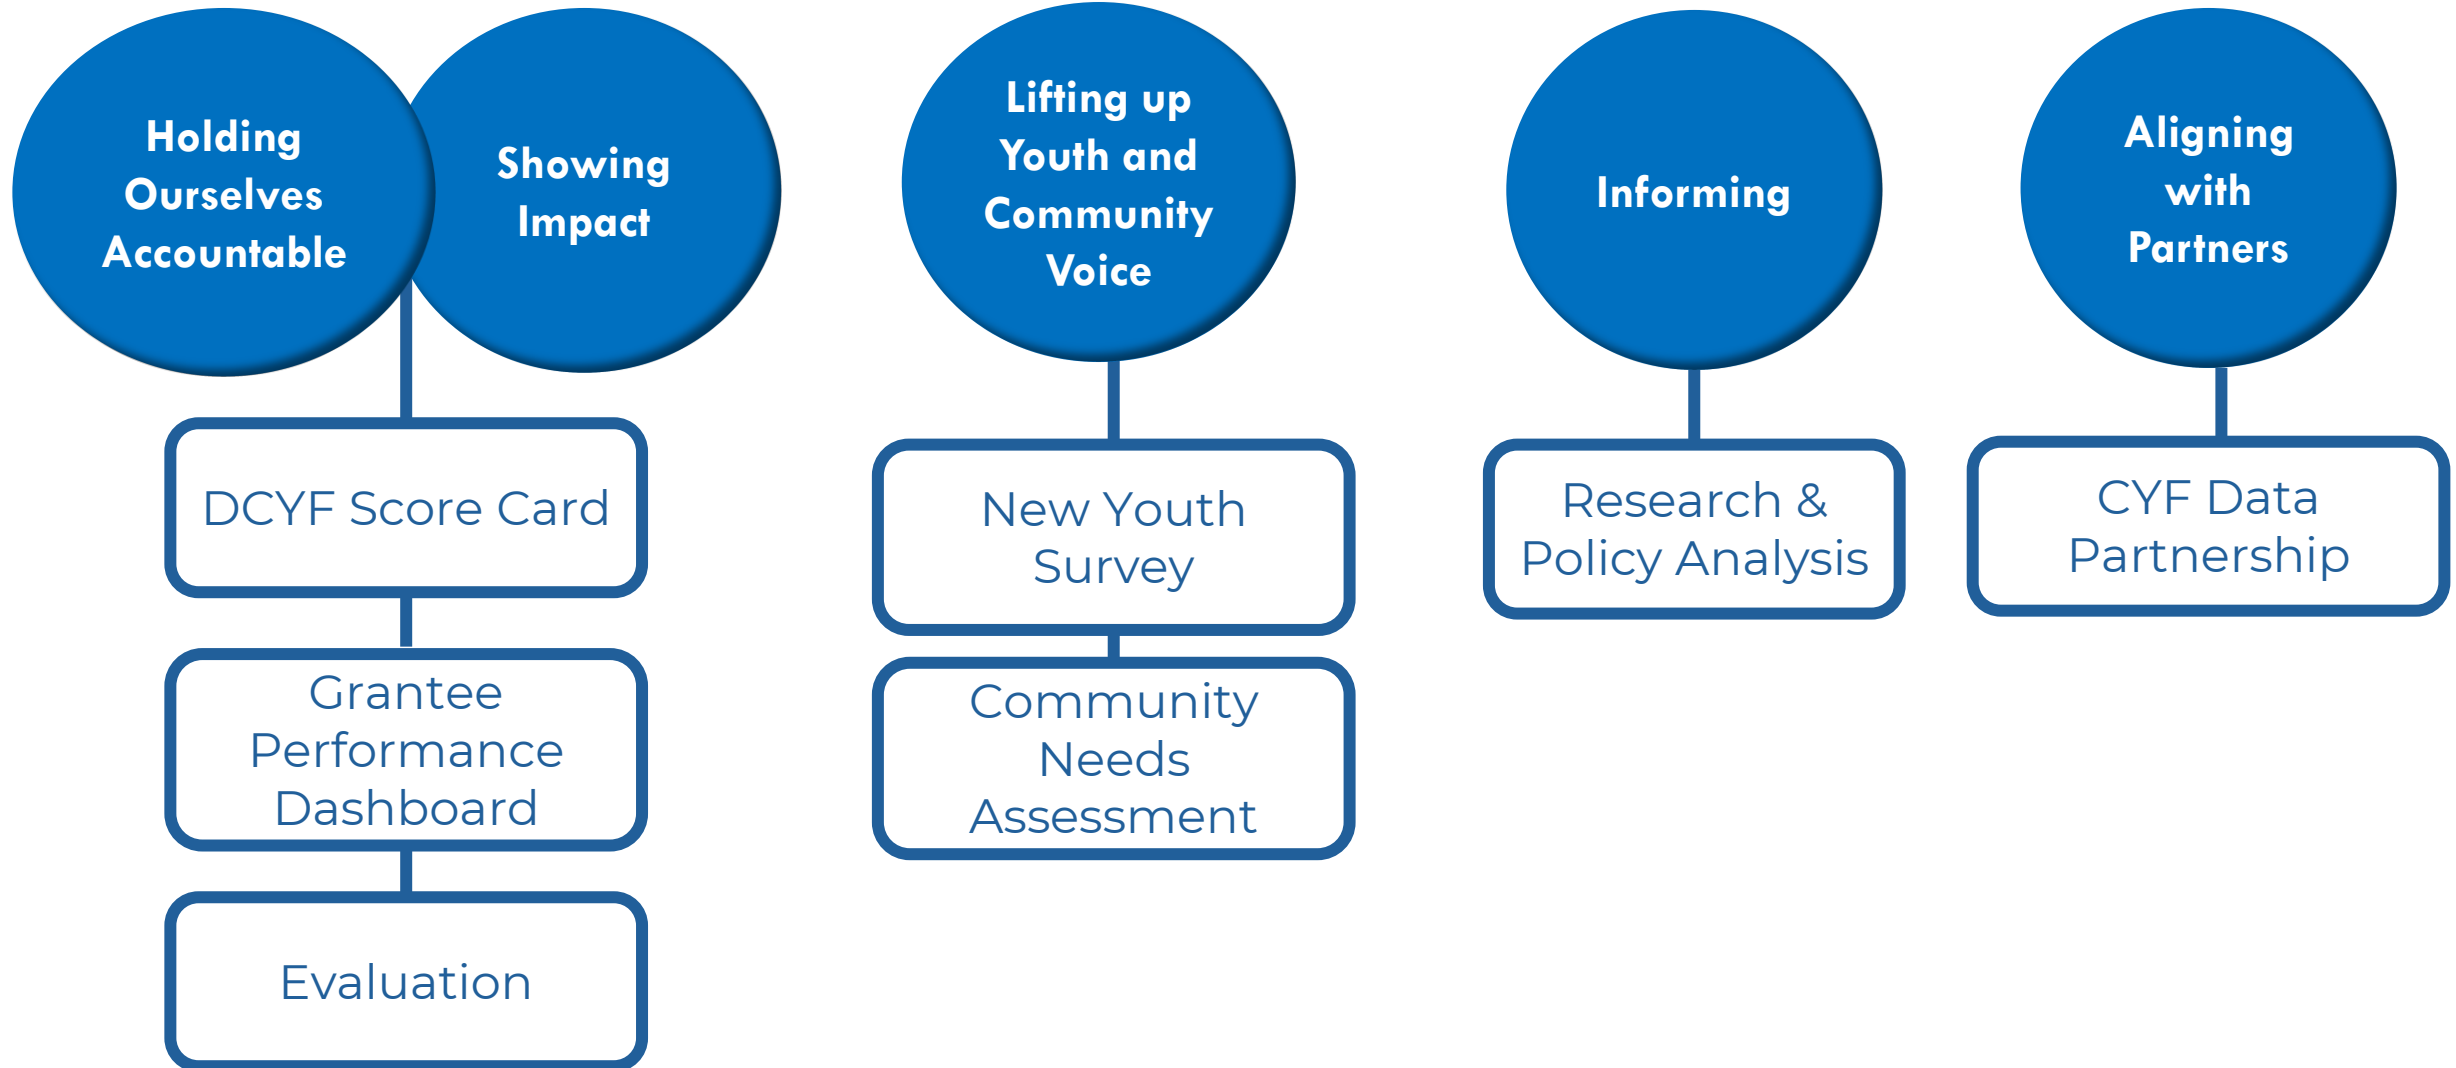 Holding
Ourselves
Accountable
Showing
Impact
DCYF Score Card
Grantee
Performance
Dashboard
Evaluation
Lifting up
Youth and
Community
Voice
New Youth
Survey
Community
Needs
Assessment
Informing
Research &
Policy Analysis
Aligning
with
Partners
CYF Data
Partnership